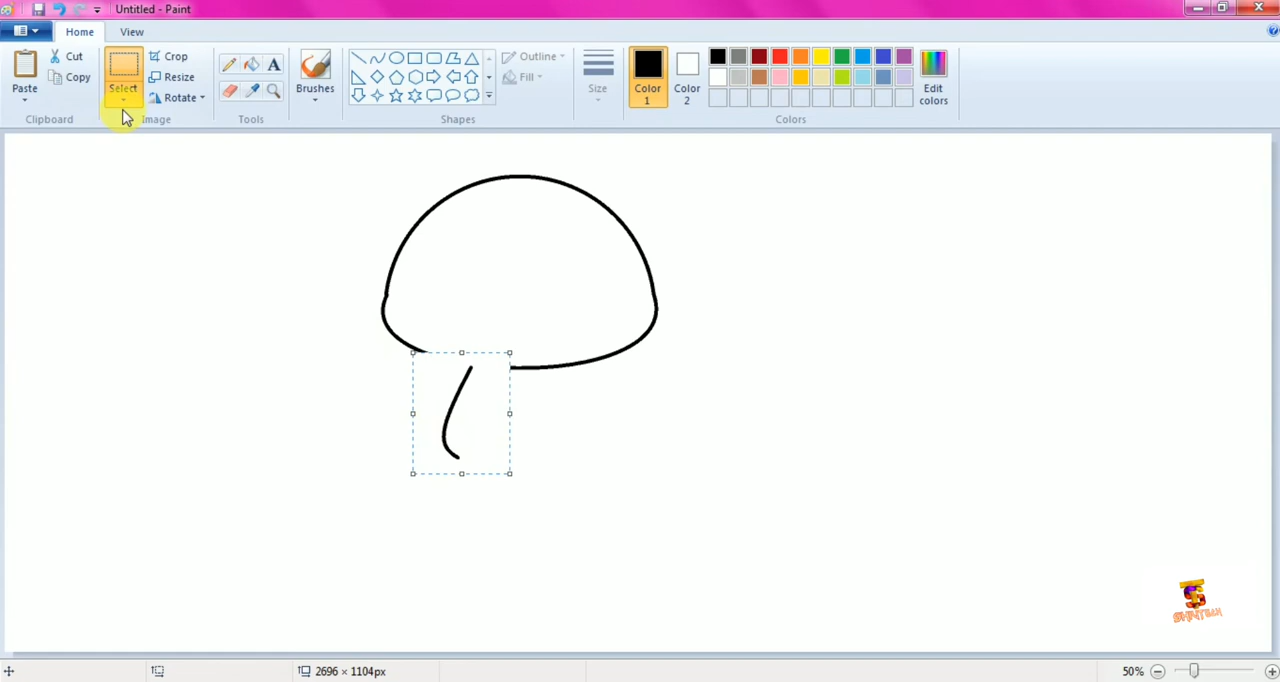 Untitled - Paint
Home View
Paste
Cut
Copy
Clipboard
Select
Crop
Resize
Rotate
Image
A
Tools
Brushes
Outline
Fill
Shapes
Size
Color 1
Color 2
Edit colors
Colors
2696 × 1104px
50%